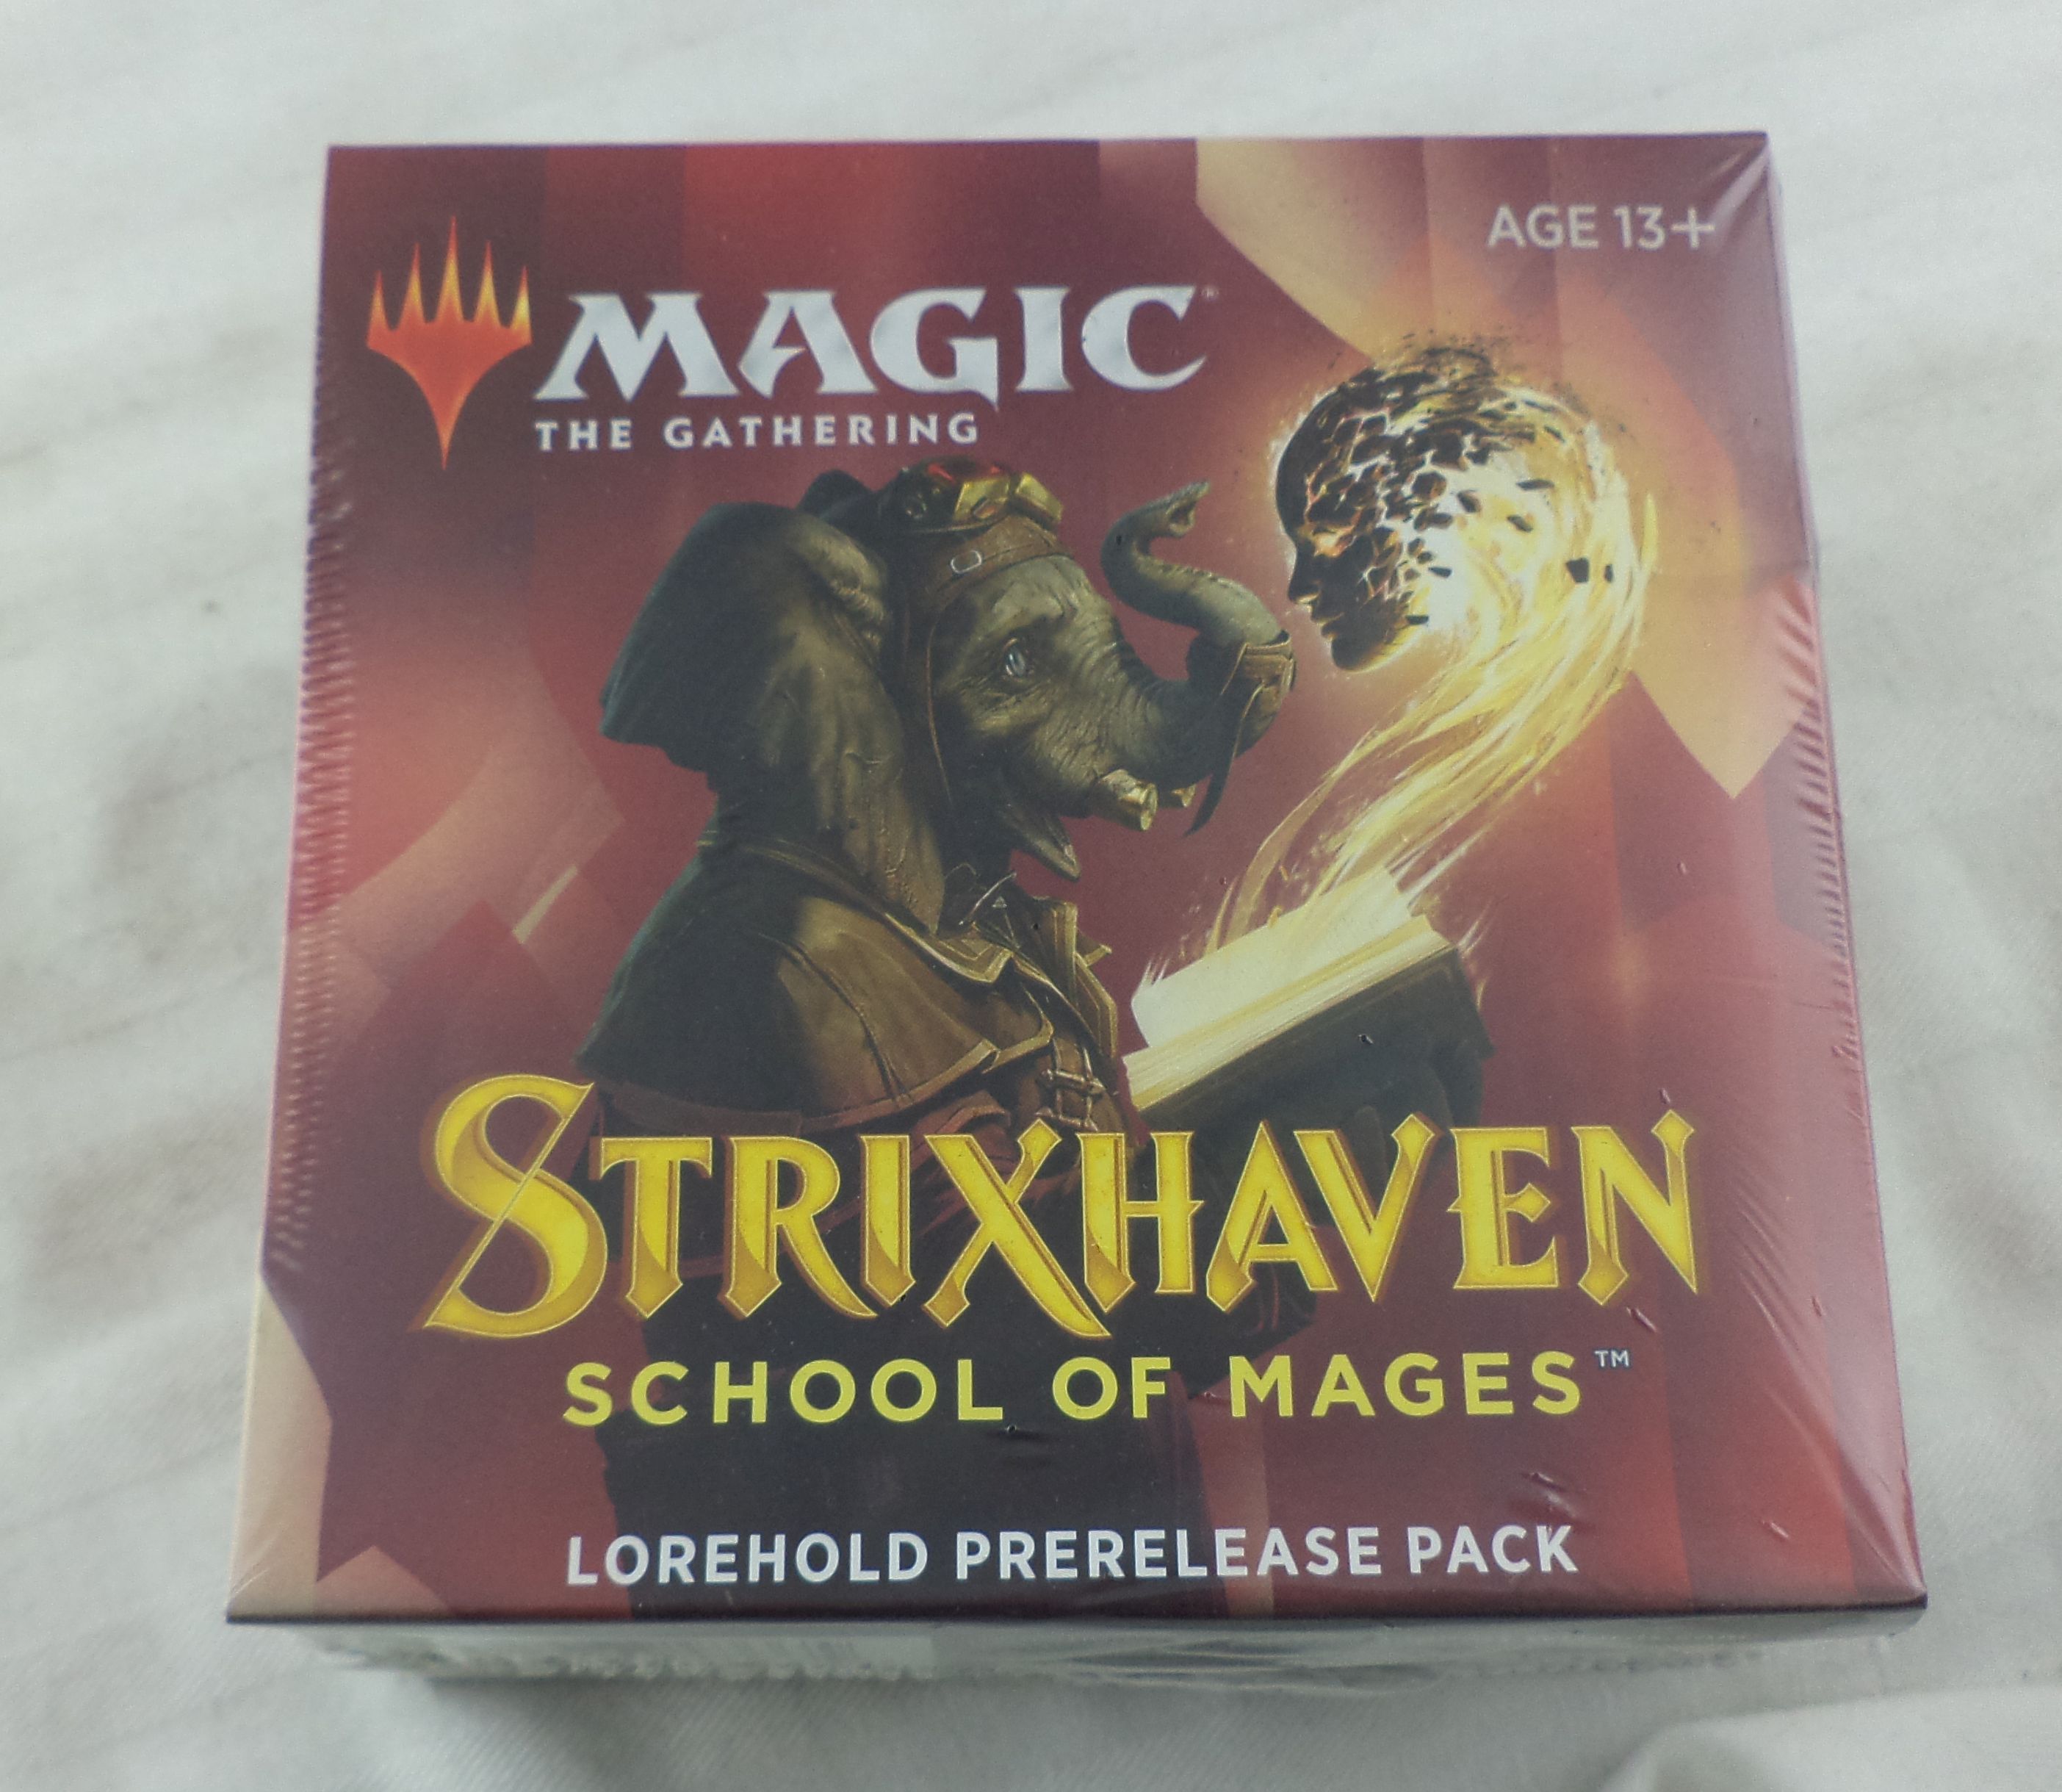 AGE 13+
MAGIC®
THE GATHERING
STRIXHAVEN
SCHOOL OF MAGES™
LOREHOLD PRERELEASE PACK